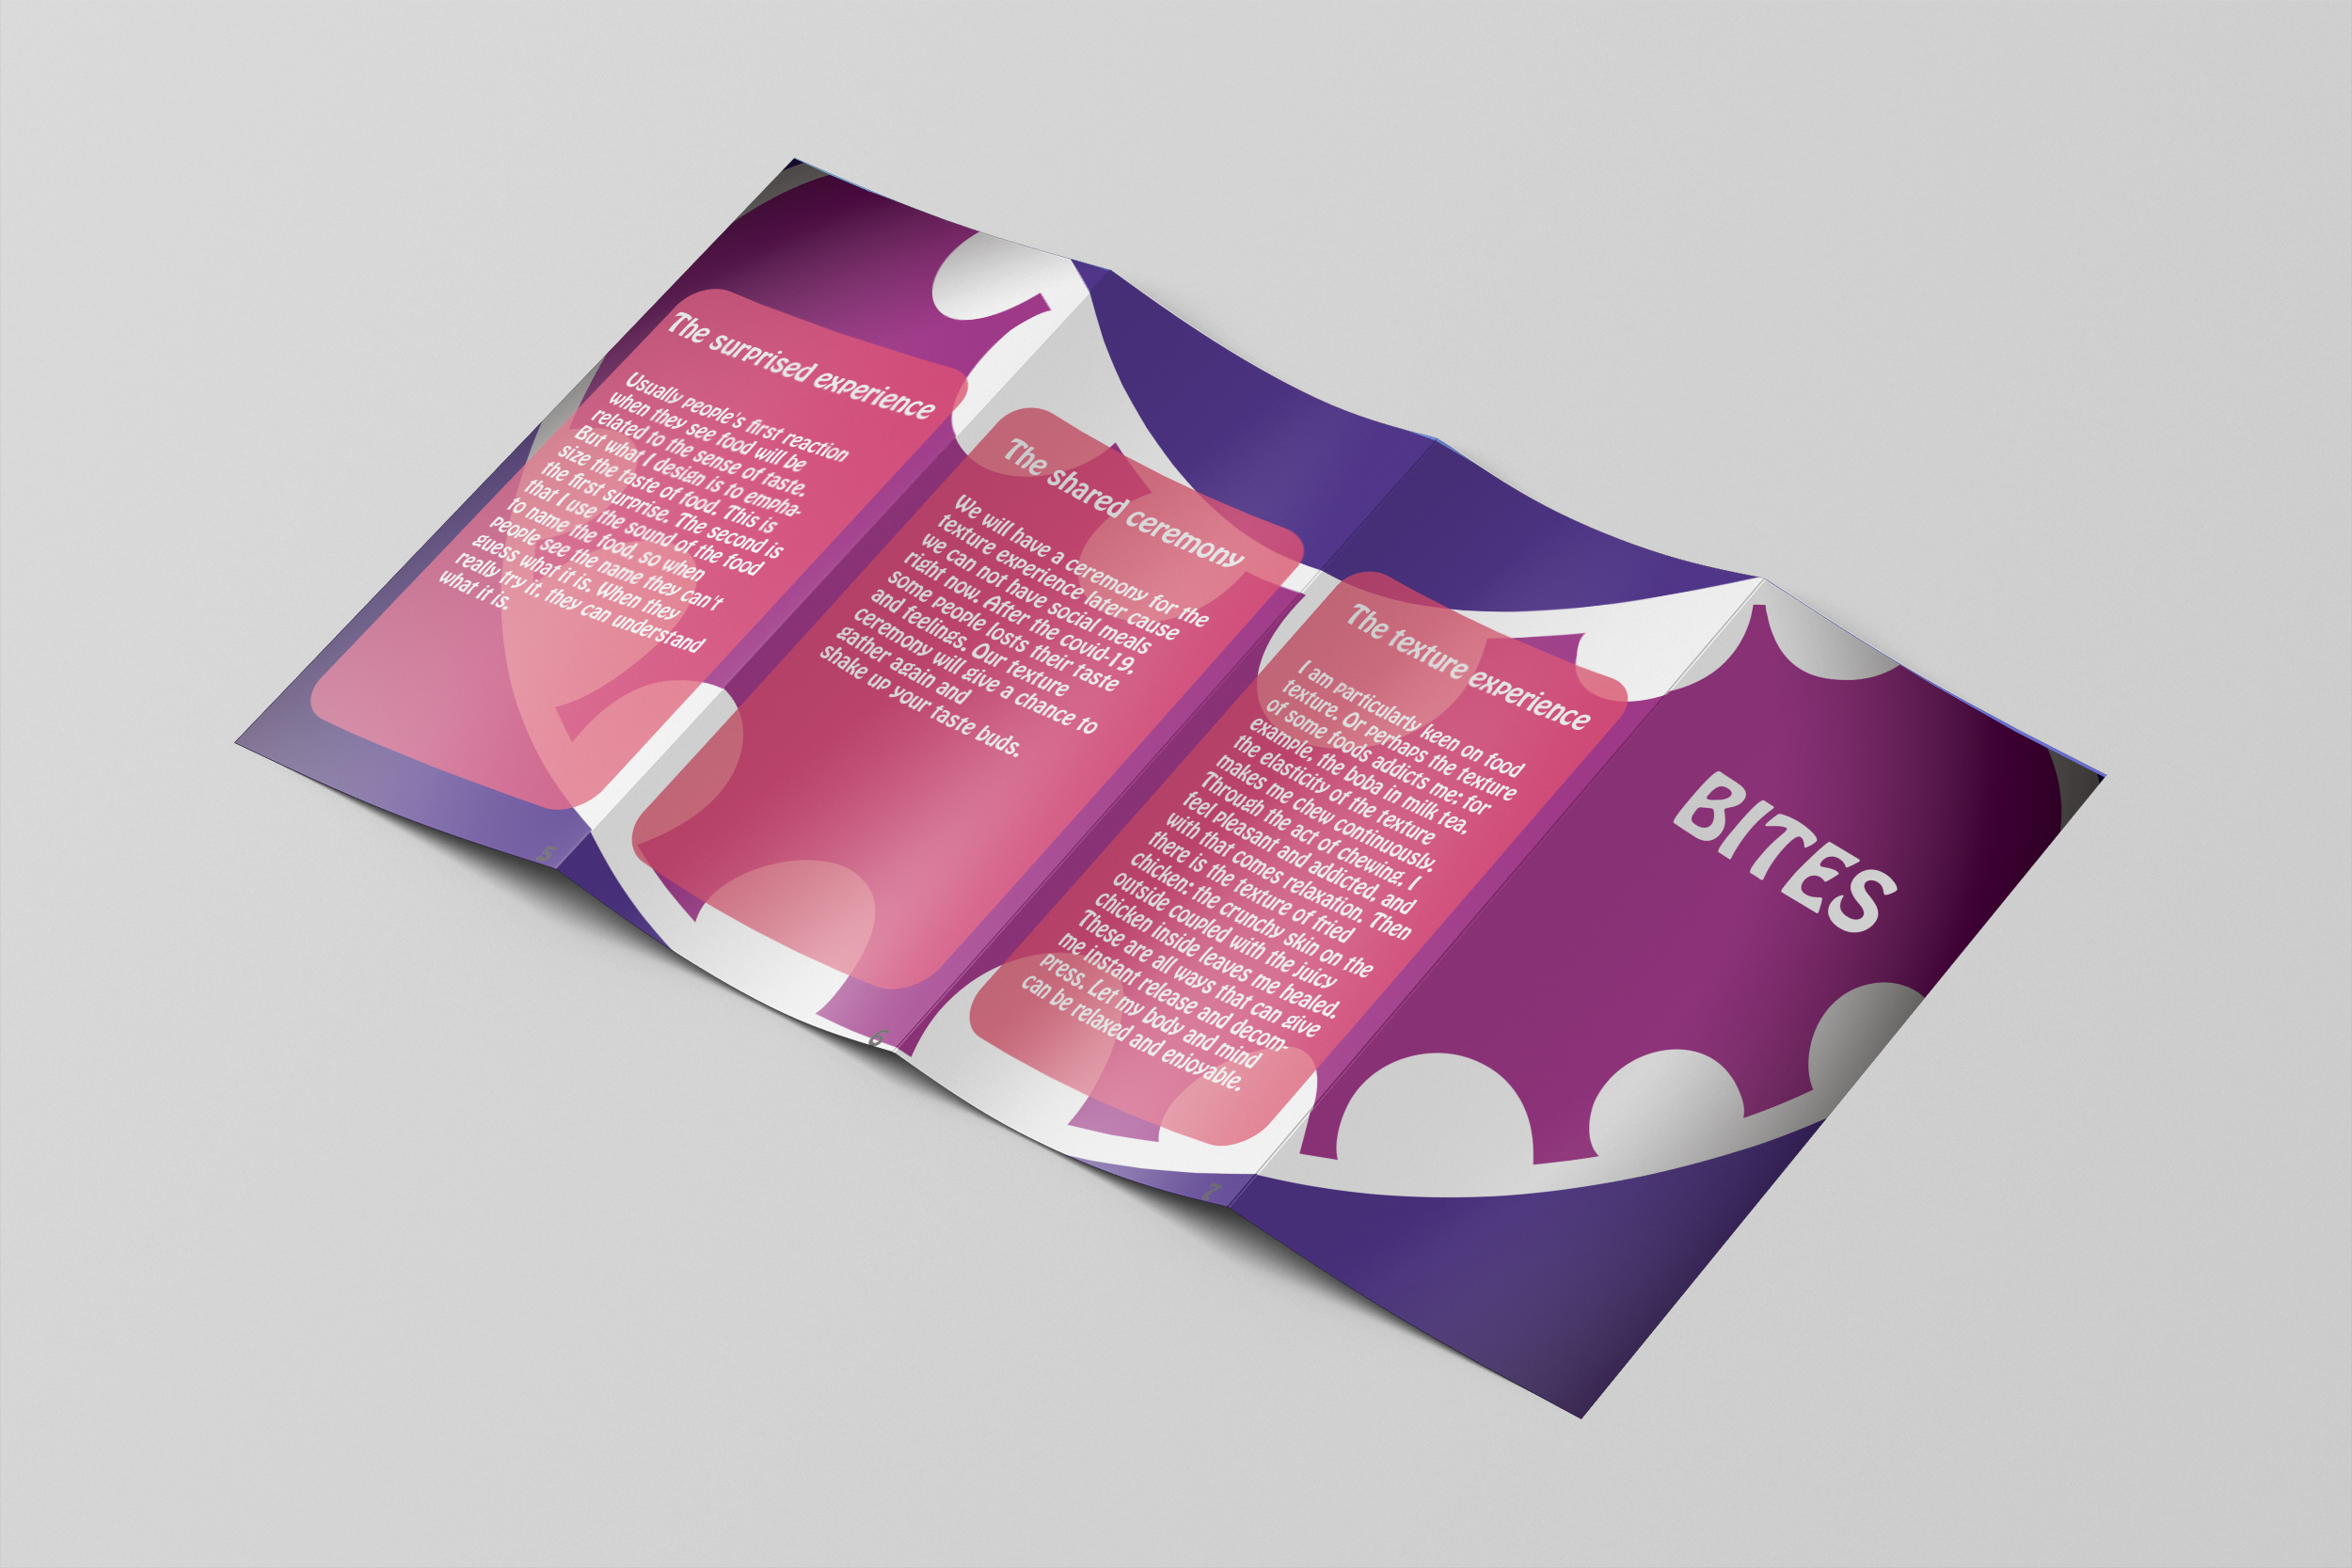 The surprised experience
Usually people's first reaction
when they see food will be
related to the sense of taste.
But what I design is to empha-
size the taste of food. This is
the first surprise. The second is
that I use the sound of the food
to name the food, so when
people see the name they can't
guess what it is. When they
really try it, they can understand
what it is.
5
The shared ceremony
We will have a ceremony for the
texture experience later cause
we can not have social meals
right now. After the covid-19,
some people losts their taste
and feelings. Our texture
ceremony will give a chance to
gather again and
shake up your taste buds.
6
The texture experience
I am particularly keen on food
texture. Or perhaps the texture
of some foods addicts me; for
example, the boba in milk tea,
the elasticity of the texture
makes me chew continuously.
Through the act of chewing, I
feel pleasant and addicted, and
with that comes relaxation. Then
there is the texture of fried
chicken: the crunchy skin on the
outside coupled with the juicy
chicken inside leaves me healed.
These are all ways that can give
me instant release and decom-
press. Let my body and mind
can be relaxed and enjoyable.
7
BITES